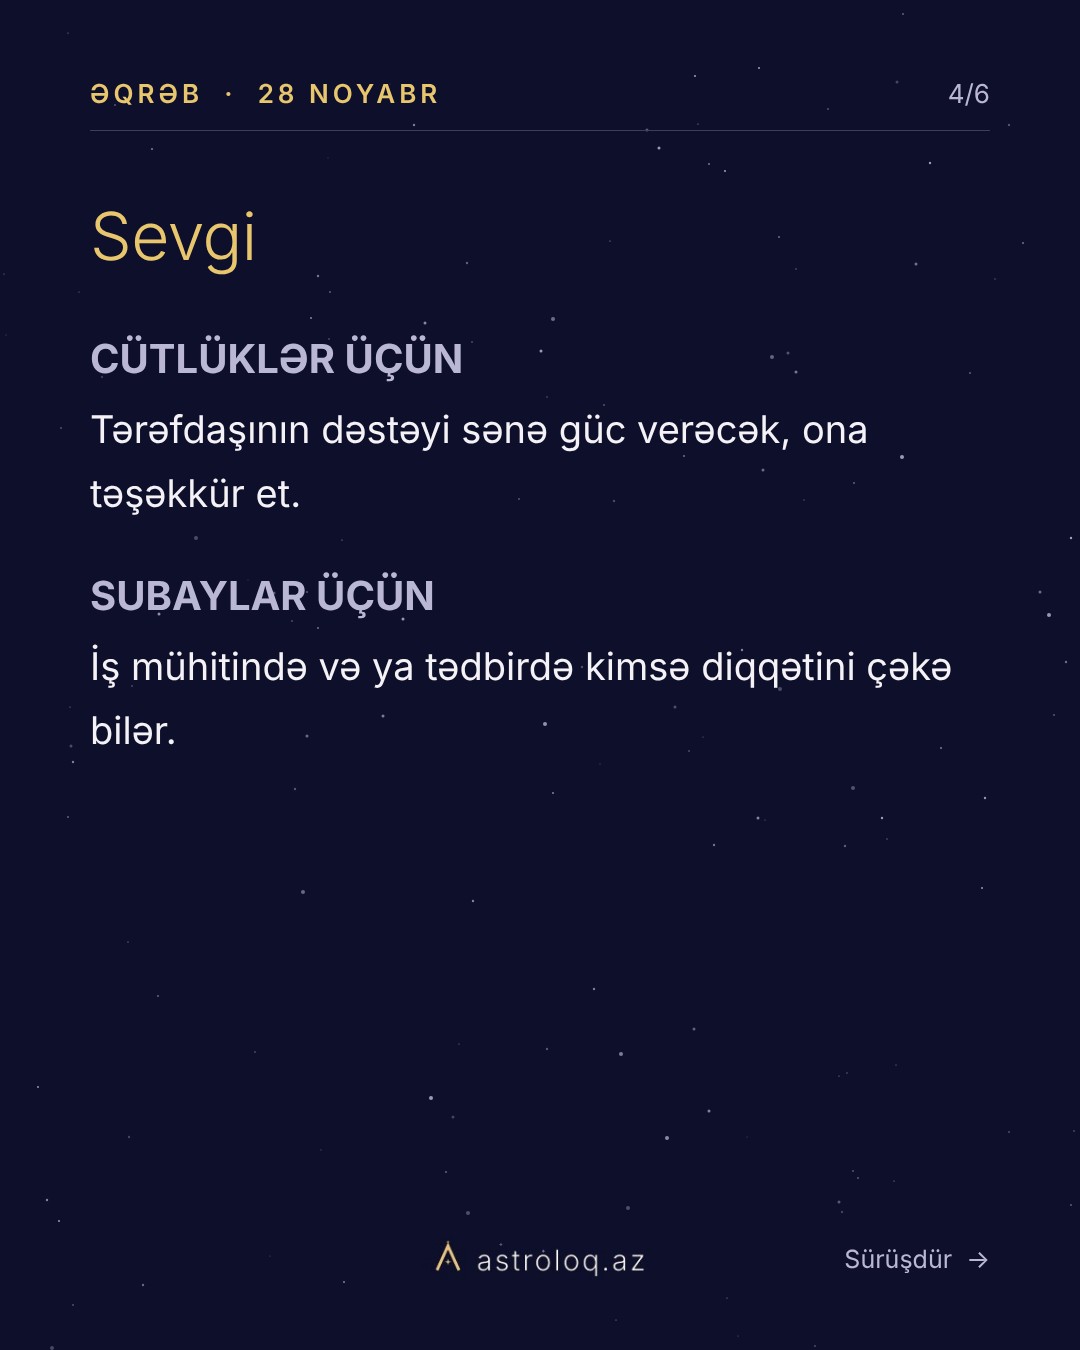 ƏQRƏB · 28 NOYABR
4/6
Sevgi
CÜTLÜKLƏR ÜÇÜN
Tərəfdaşının dəstəyi sənə güc verəcək, ona
təşəkkür et.
SUBAYLAR ÜÇÜN
İş mühitində və ya tədbirdə kimsə diqqətini çəkə
bilər.
astroloq.az
Sürüşdür →